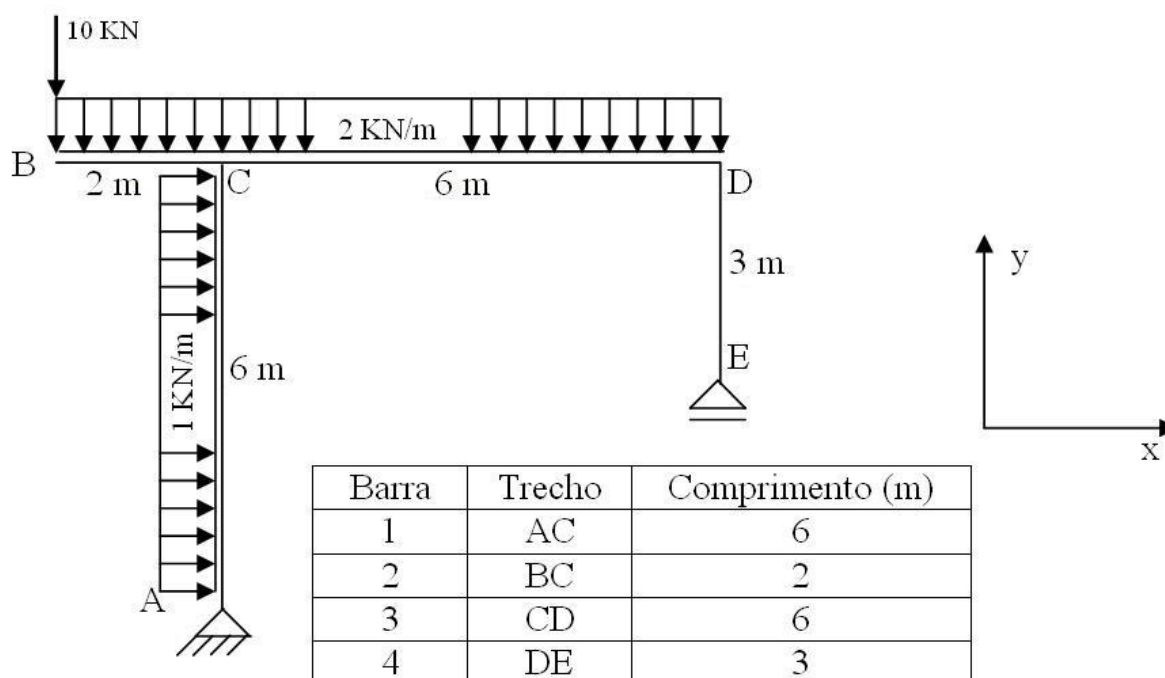 10 KN
2 KN/m
B
2 m
C
6 m
D
3 m
y
1 KN/m
6 m
E
x
A
Barra Trecho Comprimento (m)
1 AC 6
2 BC 2
3 CD 6
4 DE 3